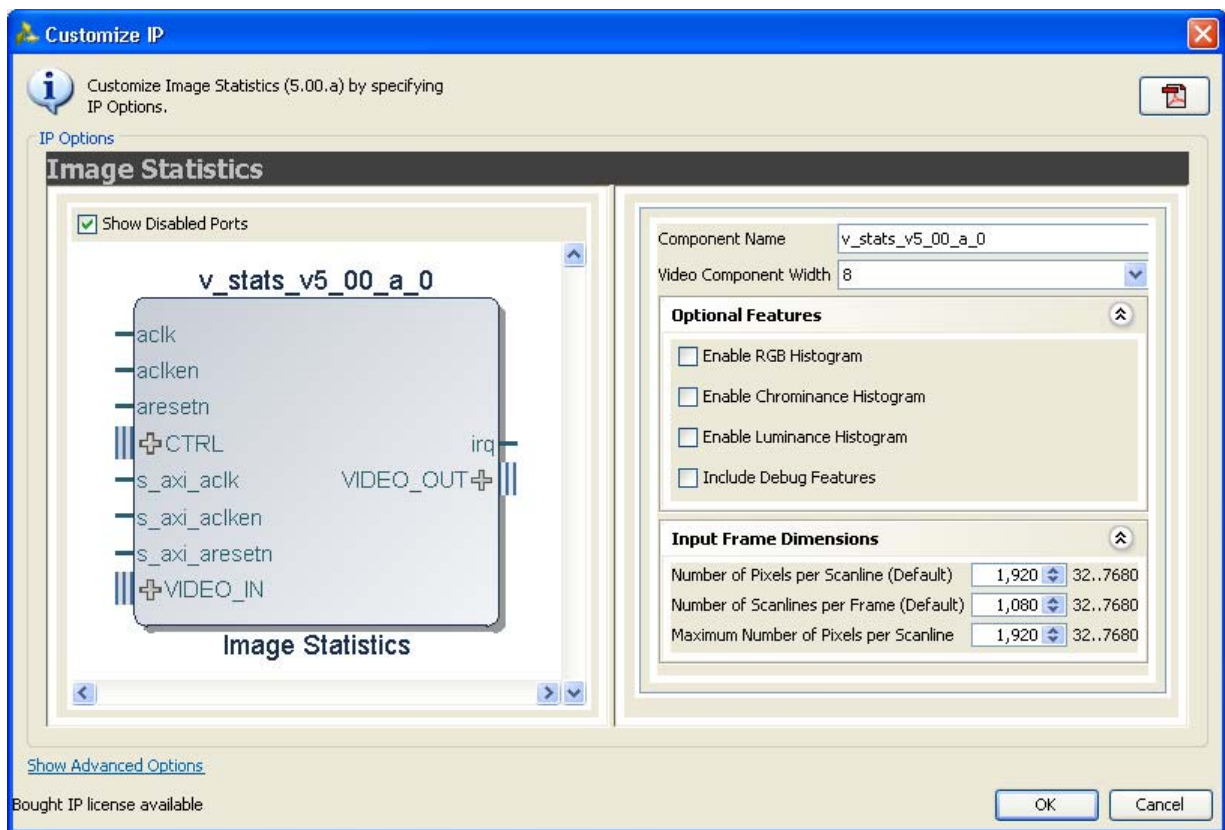 Customize IP
Customize Image Statistics (5.00.a) by specifying
IP Options.
IP Options
Image Statistics
Show Disabled Ports
v_stats_v5_00_a_0
aclk
aclken
aresetn
CTRL
irq
s_axi_aclk
VIDEO_OUT
s_axi_aclken
s_axi_aresetn
VIDEO_IN
Image Statistics
Component Name v_stats_v5_00_a_0
Video Component Width 8
Optional Features
Enable RGB Histogram
Enable Chrominance Histogram
Enable Luminance Histogram
Include Debug Features
Input Frame Dimensions
Number of Pixels per Scanline (Default) 1,920 32..7680
Number of Scanlines per Frame (Default) 1,080 32..7680
Maximum Number of Pixels per Scanline 1,920 32..7680
Show Advanced Options
Bought IP license available
OK
Cancel